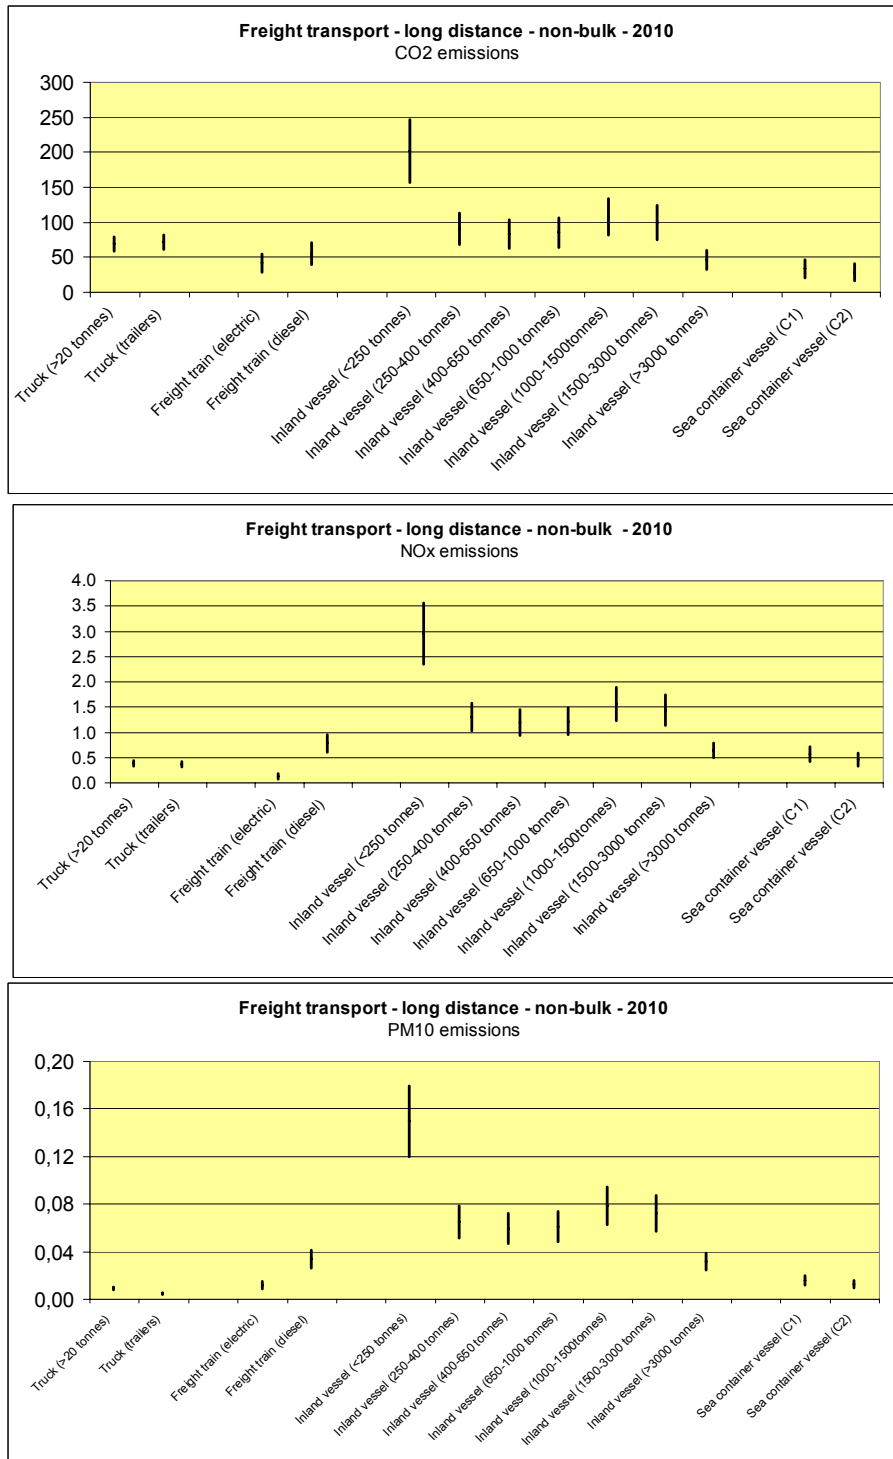 Freight transport - long distance - non-bulk - 2010
CO2 emissions
300
250
200
150
100
50
0
Truck (>20 tonnes)
Truck (trailers)
Freight train (electric)
Freight train (diesel)
Inland vessel (<250 tonnes)
Inland vessel (250-400 tonnes)
Inland vessel (400-650 tonnes)
Inland vessel (650-1000 tonnes)
Inland vessel (1000-1500tonnes)
Inland vessel (1500-3000 tonnes)
Inland vessel (>3000 tonnes)
Sea container vessel (C1)
Sea container vessel (C2)
Freight transport - long distance - non-bulk - 2010
NOx emissions
4.0
3.5
3.0
2.5
2.0
1.5
1.0
0.5
0.0
Truck (>20 tonnes)
Truck (trailers)
Freight train (electric)
Freight train (diesel)
Inland vessel (<250 tonnes)
Inland vessel (250-400 tonnes)
Inland vessel (400-650 tonnes)
Inland vessel (650-1000 tonnes)
Inland vessel (1000-1500tonnes)
Inland vessel (1500-3000 tonnes)
Inland vessel (>3000 tonnes)
Sea container vessel (C1)
Sea container vessel (C2)
Freight transport - long distance - non-bulk - 2010
PM10 emissions
0,20
0,16
0,12
0,08
0,04
0,00
Truck (>20 tonnes)
Truck (trailers)
Freight train (electric)
Freight train (diesel)
Inland vessel (<250 tonnes)
Inland vessel (250-400 tonnes)
Inland vessel (400-650 tonnes)
Inland vessel (650-1000 tonnes)
Inland vessel (1000-1500tonnes)
Inland vessel (1500-3000 tonnes)
Inland vessel (>3000 tonnes)
Sea container vessel (C1)
Sea container vessel (C2)